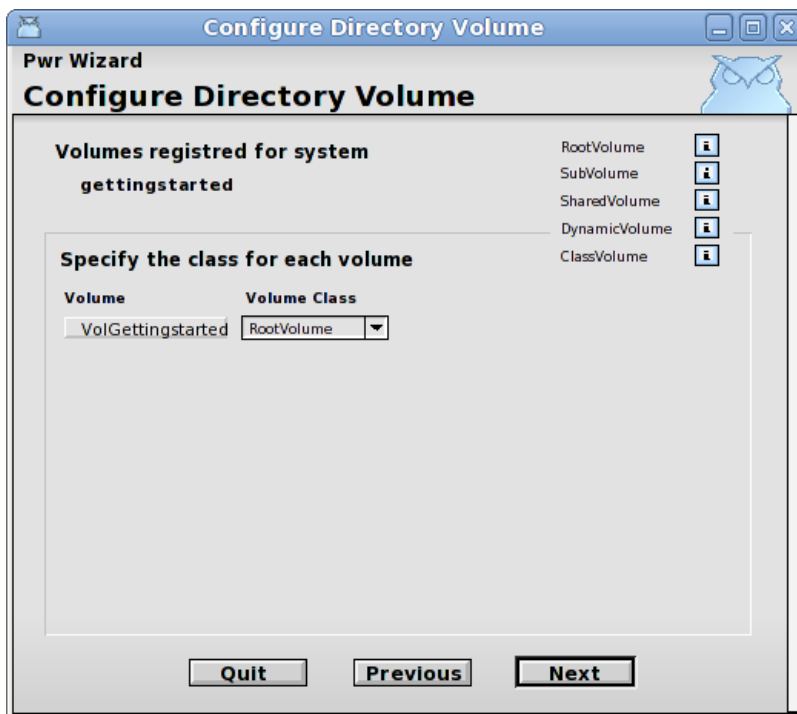 Configure Directory Volume
Pwr Wizard
Configure Directory Volume
Volumes registred for system
gettingstarted
RootVolume
SubVolume
SharedVolume
DynamicVolume
ClassVolume
Specify the class for each volume
Volume Volume Class
VolGettingstarted RootVolume
Quit Previous Next